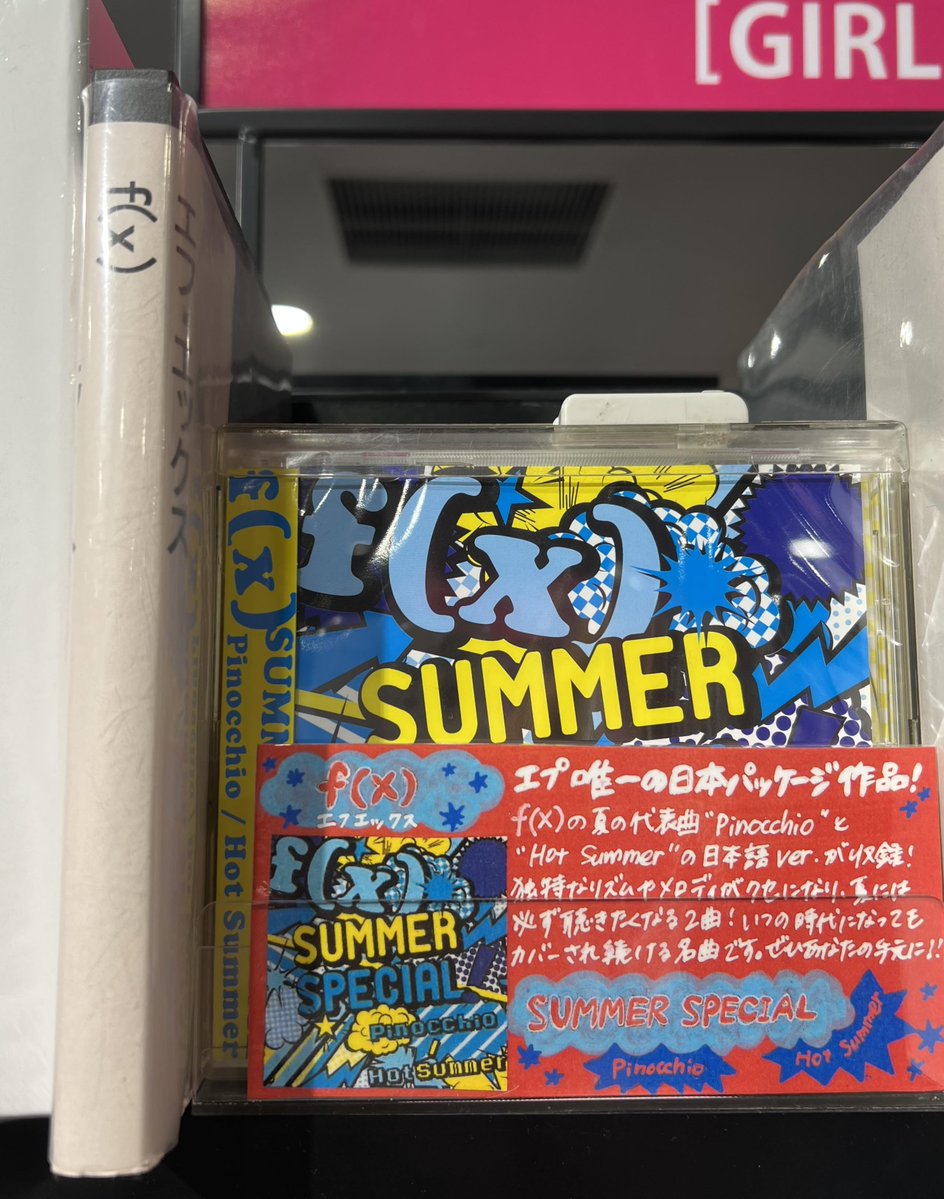 [GIRL
f(x)
エフ・エックス
f(x) SUMM
Pinocchio / Hot Summer
f(x)
SUMMER
f(x)
エフエックス
f(x)
SUMMER
SPECIAL
Pinocchio
HotSummer
エプロ唯一の日本パッケージ作品!
f(x)の夏の代表曲"Pinocchio"と
"Hot Summer"の日本語ver.が収録!
独特なリズムやメロディがクセになり、夏には
必ず聴きたくなる2曲!いつの時代になっても
カバーされ続ける名曲です。ぜひあなたの手元に!!
SUMMER SPECIAL
Pinocchio
Hot Summer